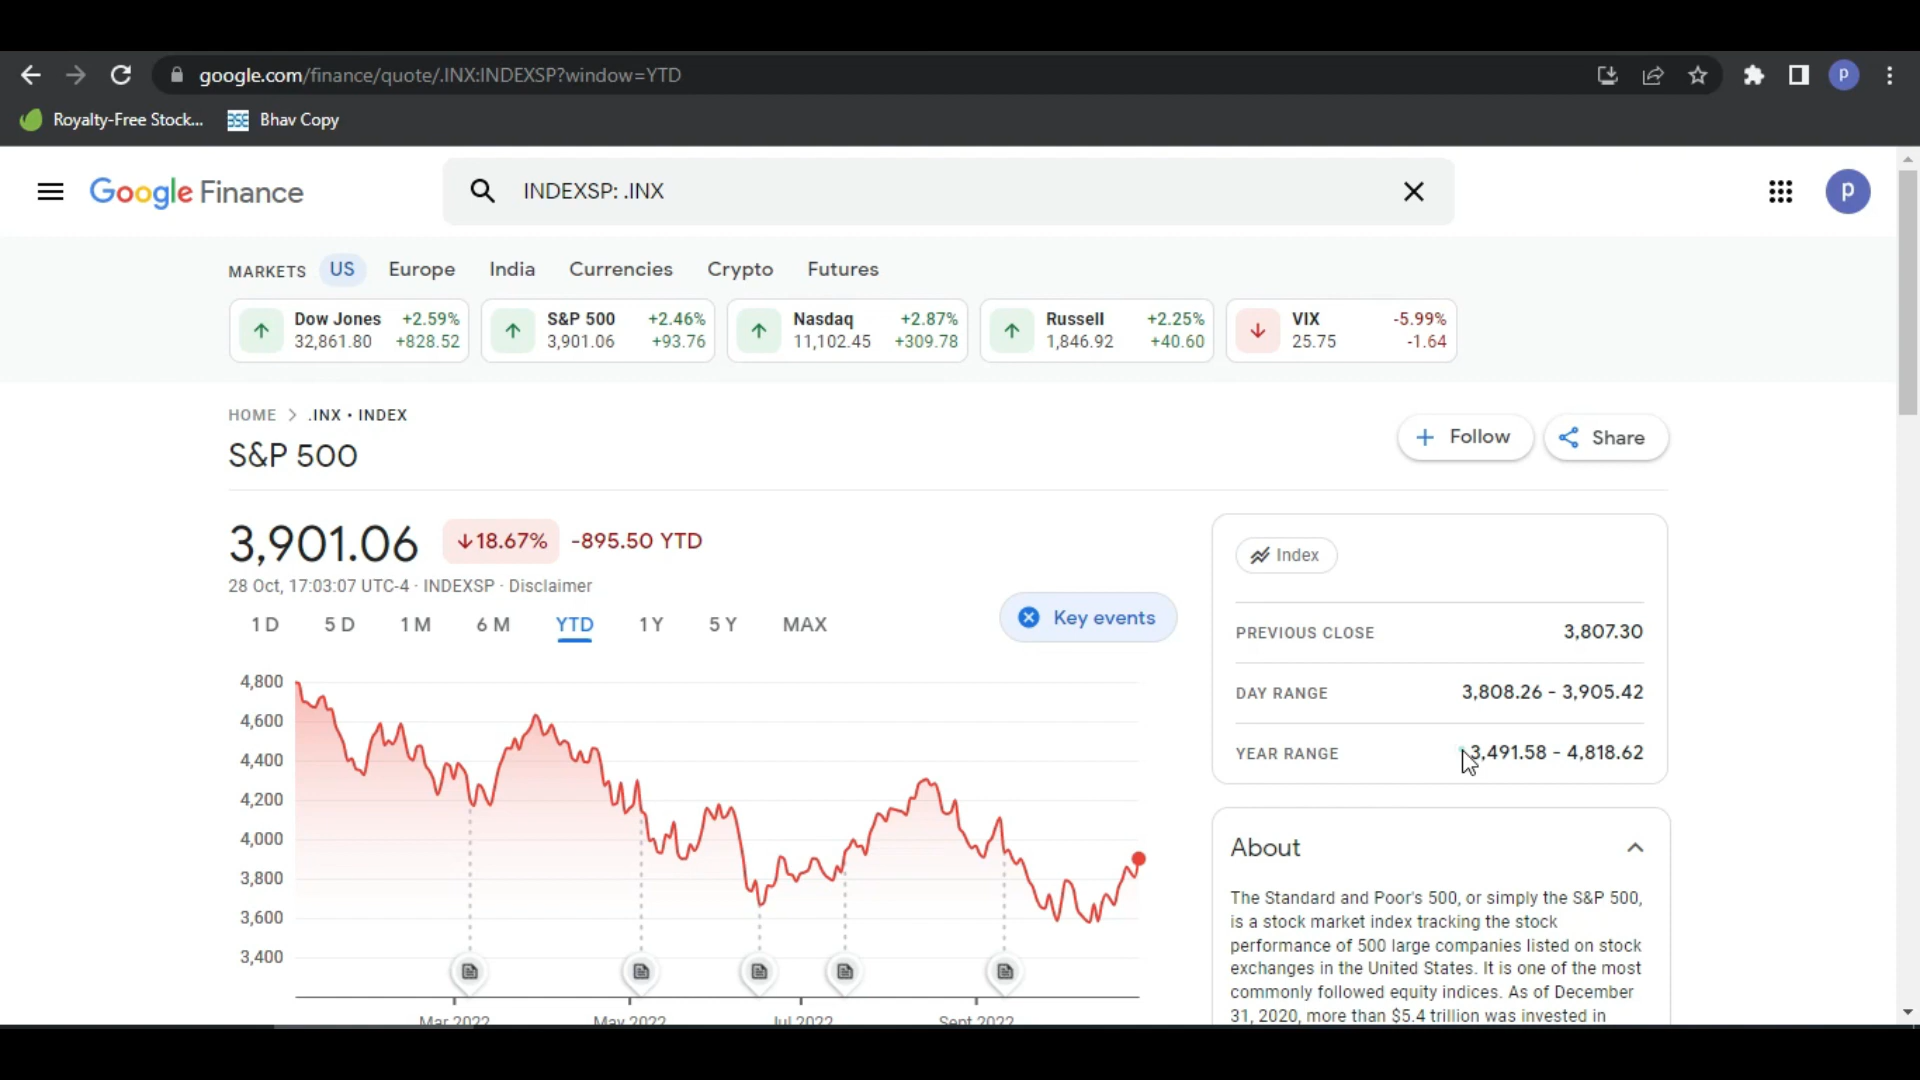 google.com/finance/quote/.INX:INDEXSP?window=YTD
P
Royalty-Free Stock...
BSE
Bhav Copy
Google Finance
INDEXSP: .INX
p
MARKETS US Europe India Currencies Crypto Futures
Dow Jones +2.59%
32,861.80 +828.52
S&P 500 +2.46%
3,901.06 +93.76
Nasdaq +2.87%
11,102.45 +309.78
Russell +2.25%
1,846.92 +40.60
VIX -5.99%
25.75 -1.64
HOME > .INX • INDEX
S&P 500
+ Follow
Share
3,901.06 ↓18.67% -895.50 YTD
28 Oct, 17:03:07 UTC-4 · INDEXSP · Disclaimer
1D 5D 1M 6M YTD 1Y 5Y MAX
Key events
4,800
4,600
4,400
4,200
4,000
3,800
3,600
3,400
Mar 2022 May 2022 Jul 2022 Sept 2022
Index
PREVIOUS CLOSE 3,807.30
DAY RANGE 3,808.26 - 3,905.42
YEAR RANGE 3,491.58 - 4,818.62
About
The Standard and Poor's 500, or simply the S&P 500,
is a stock market index tracking the stock
performance of 500 large companies listed on stock
exchanges in the United States. It is one of the most
commonly followed equity indices. As of December
31, 2020, more than $5.4 trillion was invested in